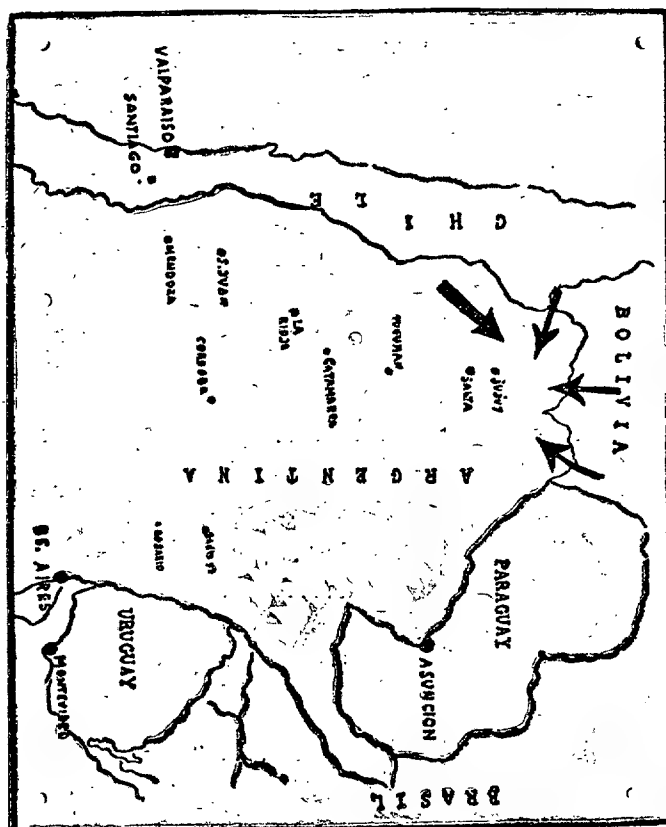 BOLIVIA
CHILE
JUJUY
SALTA
PARAGUAY
TUCUMAN
ASUNCION
BRASIL
CATAMARCA
LA
RIOJA
ARGENTINA
S. JUAN
CORDOBA
MENDOZA
VALPARAISO
SANTIAGO
ROSARIO
URUGUAY
BS. AIRES
MONTEVIDEO